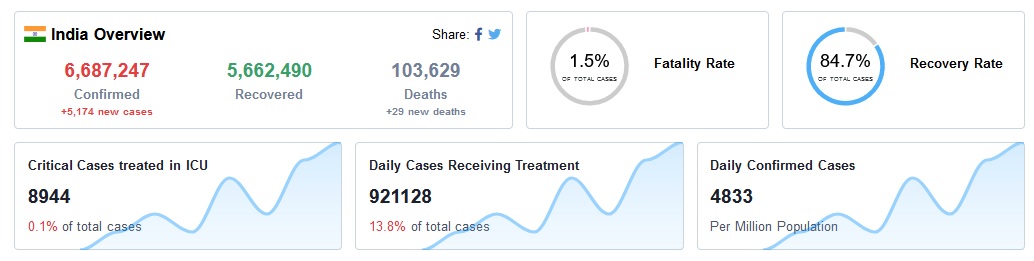 India Overview
Share:
6,687,247
5,662,490
103,629
Confirmed
Recovered
Deaths
+5,174 new cases
+29 new deaths
1.5%
OF TOTAL CASES
Fatality Rate
84.7%
OF TOTAL CASES
Recovery Rate
Critical Cases treated in ICU
8944
0.1% of total cases
Daily Cases Receiving Treatment
921128
13.8% of total cases
Daily Confirmed Cases
4833
Per Million Population